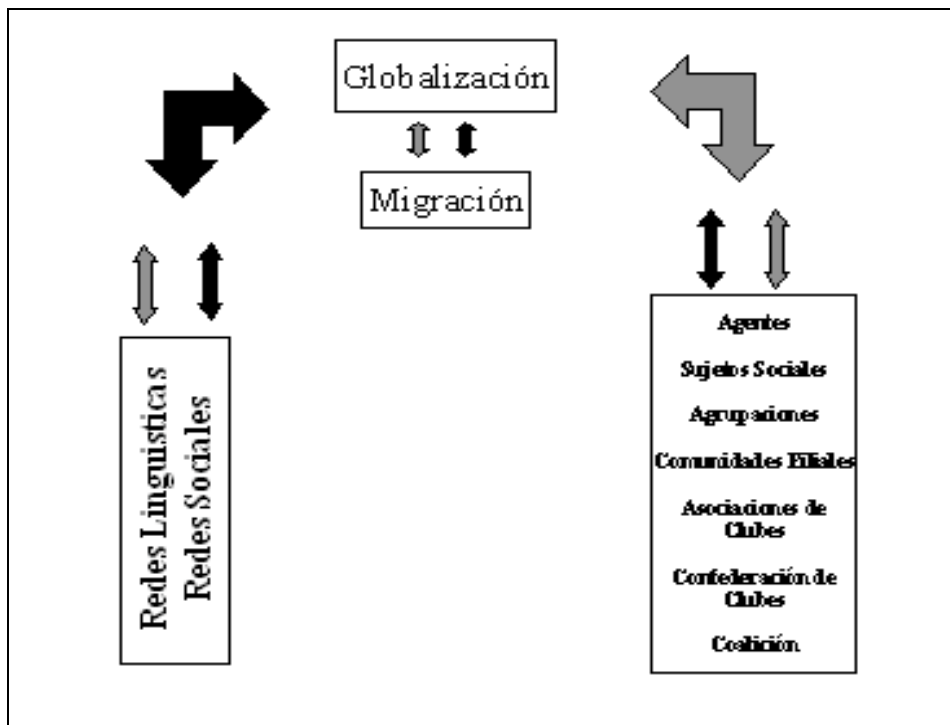 Globalización
Migración
Redes Linguisticas
Redes Sociales
Agentes
Sujetos Sociales
Agrupaciones
Comunidades Filiales
Asociaciones de
Clubes
Confederación de
Clubes
Coalición